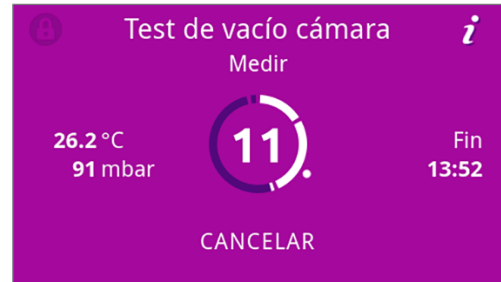 Test de vacío cámara
i
Medir
26.2 °C
91 mbar
11
Fin
13:52
CANCELAR